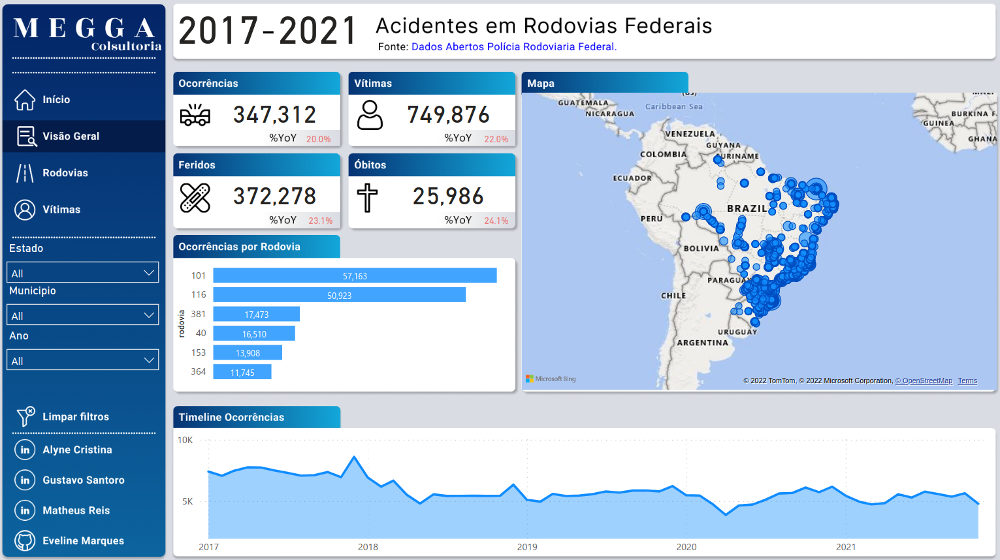 MEGGA
Colsultoria
Início
Visão Geral
Rodovias
Vítimas
Estado
All
Municipio
All
Ano
All
Limpar filtros
in Alyne Cristina
in Gustavo Santoro
in Matheus Reis
Eveline Marques
2017-2021
Acidentes em Rodovias Federais
Fonte: Dados Abertos Polícia Rodoviaria Federal.
Ocorrências
347,312
%YoY 20.0%
Vítimas
749,876
%YoY 22.0%
Feridos
372,278
%YoY 23.1%
Óbitos
25,986
%YoY 24.1%
Ocorrências por Rodovia
rodovia
101 57,163
116 50,923
381 17,473
40 16,510
153 13,908
364 11,745
Mapa
(US)
GUATEMALA
Caribbean Sea
NICARAGUA
BURKINA F
GUINEA
GHANA
VENEZUELA
GUYANA
COLOMBIA
SURINAME
ECUADOR
BRAZIL
PERU
BOLIVIA
PARAGUAY
CHILE
URUGUAY
ARGENTINA
Microsoft Bing
© 2022 TomTom, © 2022 Microsoft Corporation, © OpenStreetMap Terms
Timeline Ocorrências
10K
5K
2017 2018 2019 2020 2021